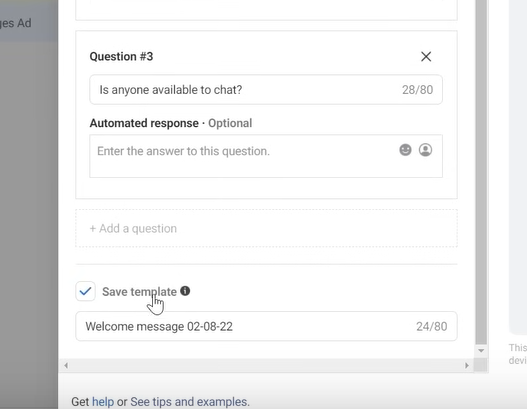 ges Ad
Question #3
Is anyone available to chat?
28/80
Automated response · Optional
Enter the answer to this question.
+ Add a question
Save template
Welcome message 02-08-22
24/80
This
devi
Get help or See tips and examples.